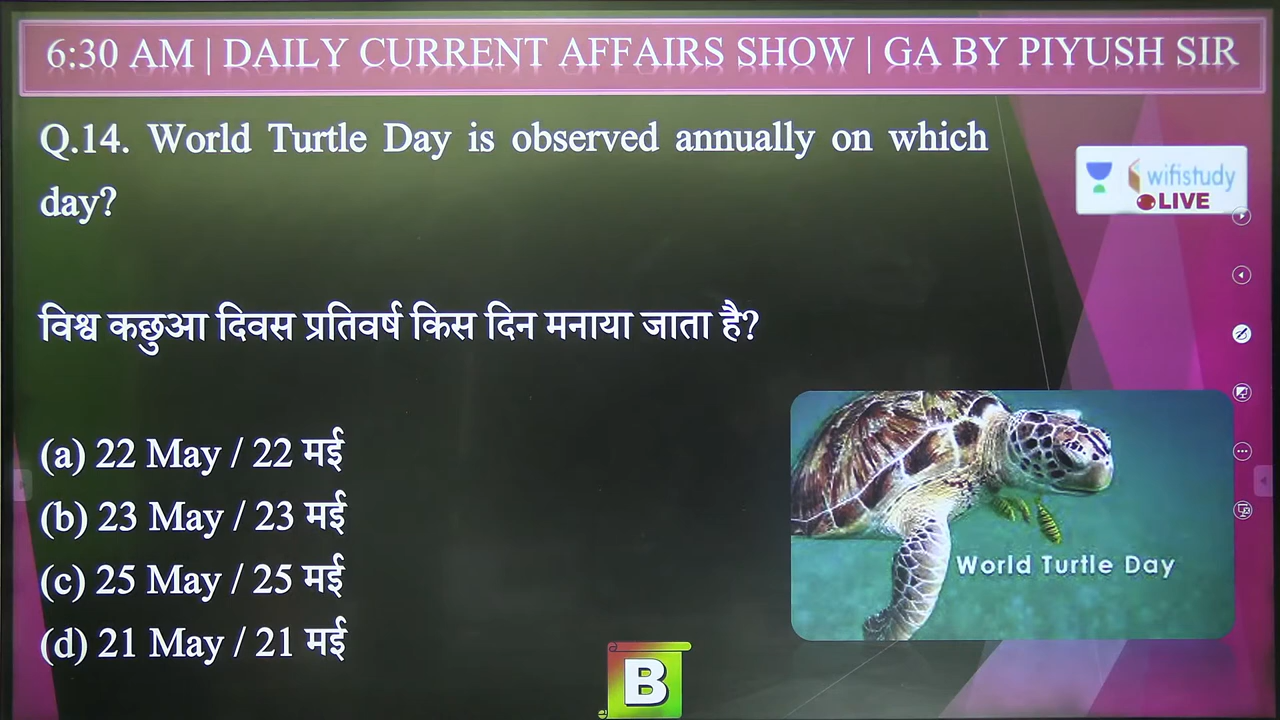 6:30 AM | DAILY CURRENT AFFAIRS SHOW | GA BY PIYUSH SIR
Q.14. World Turtle Day is observed annually on which
day?
wifistudy
LIVE
विश्व कछुआ दिवस प्रतिवर्ष किस दिन मनाया जाता है?
(a) 22 May / 22 मई
(b) 23 May / 23 मई
(c) 25 May / 25 मई
(d) 21 May / 21 मई
World Turtle Day
B